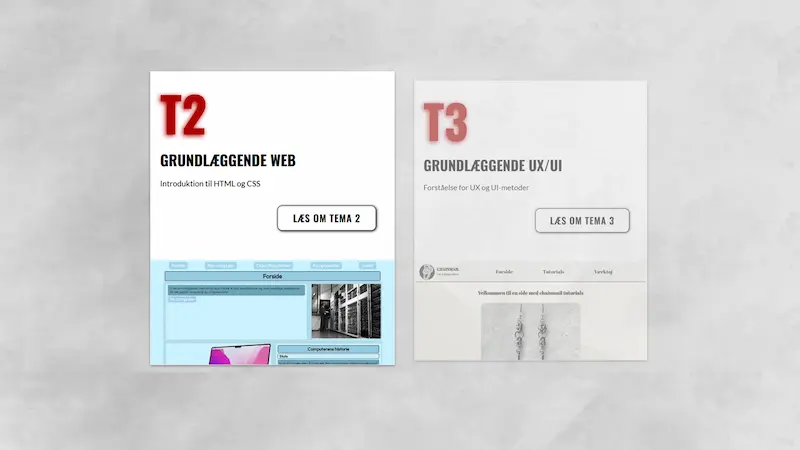 T2
GRUNDLÆGGENDE WEB
Introduktion til HTML og CSS
LÆS OM TEMA 2
Forside
Computerens historie
T3
GRUNDLÆGGENDE UX/UI
Forståelse for UX og UI-metoder
LÆS OM TEMA 3
Forside Tutorials Værktøj
Velkommen til en side med chainmail tutorials